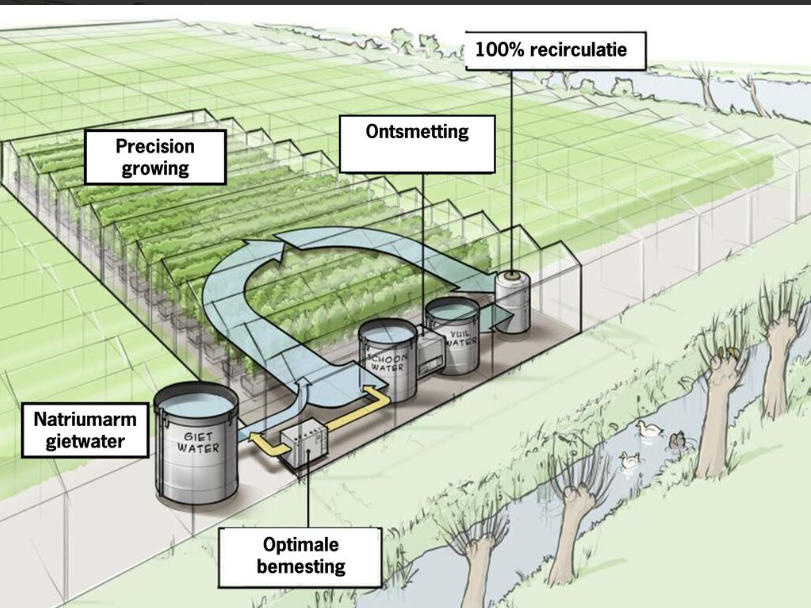 100% recirculatie
Ontsmetting
Precision
growing
VUIL
WATER
SCHOON
WATER
Natriumarm
gietwater
GIET
WATER
Optimale
bemesting